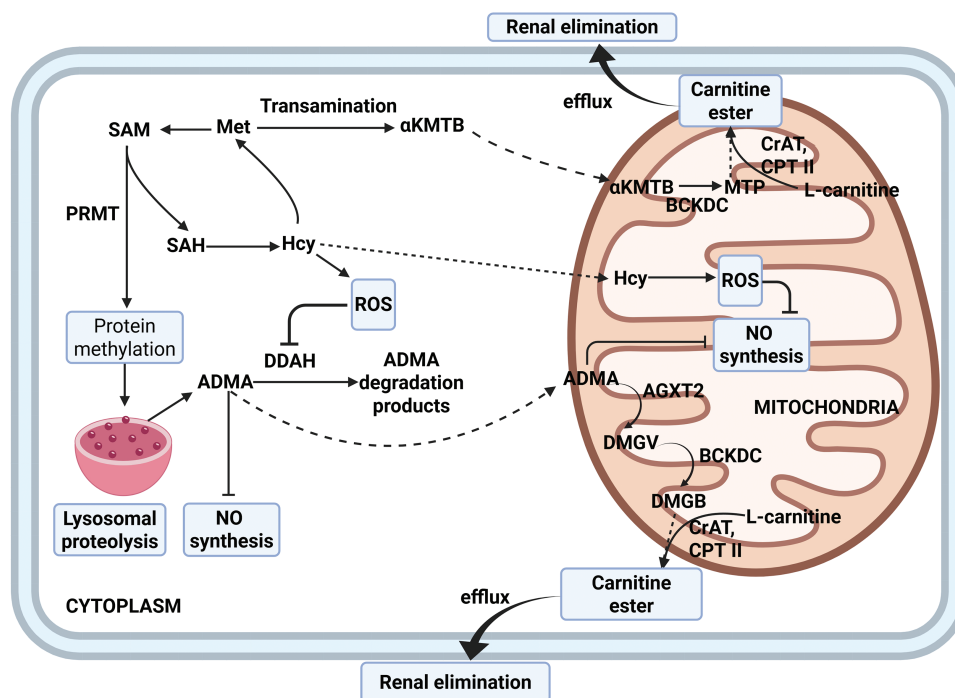 Renal elimination
efflux
Carnitine
ester
Transamination
SAM
Met
αKMTB
CrAT,
CPT II
αKMTB
MTP
L-carnitine
BCKDC
PRMT
SAH
Hcy
Hcy
ROS
ROS
Protein
methylation
NO
synthesis
DDAH
ADMA
ADMA
degradation
products
ADMA
AGXT2
MITOCHONDRIA
DMGV
BCKDC
DMGB
L-carnitine
CrAT,
CPT II
Lysosomal
proteolysis
NO
synthesis
Carnitine
ester
efflux
CYTOPLASM
Renal elimination